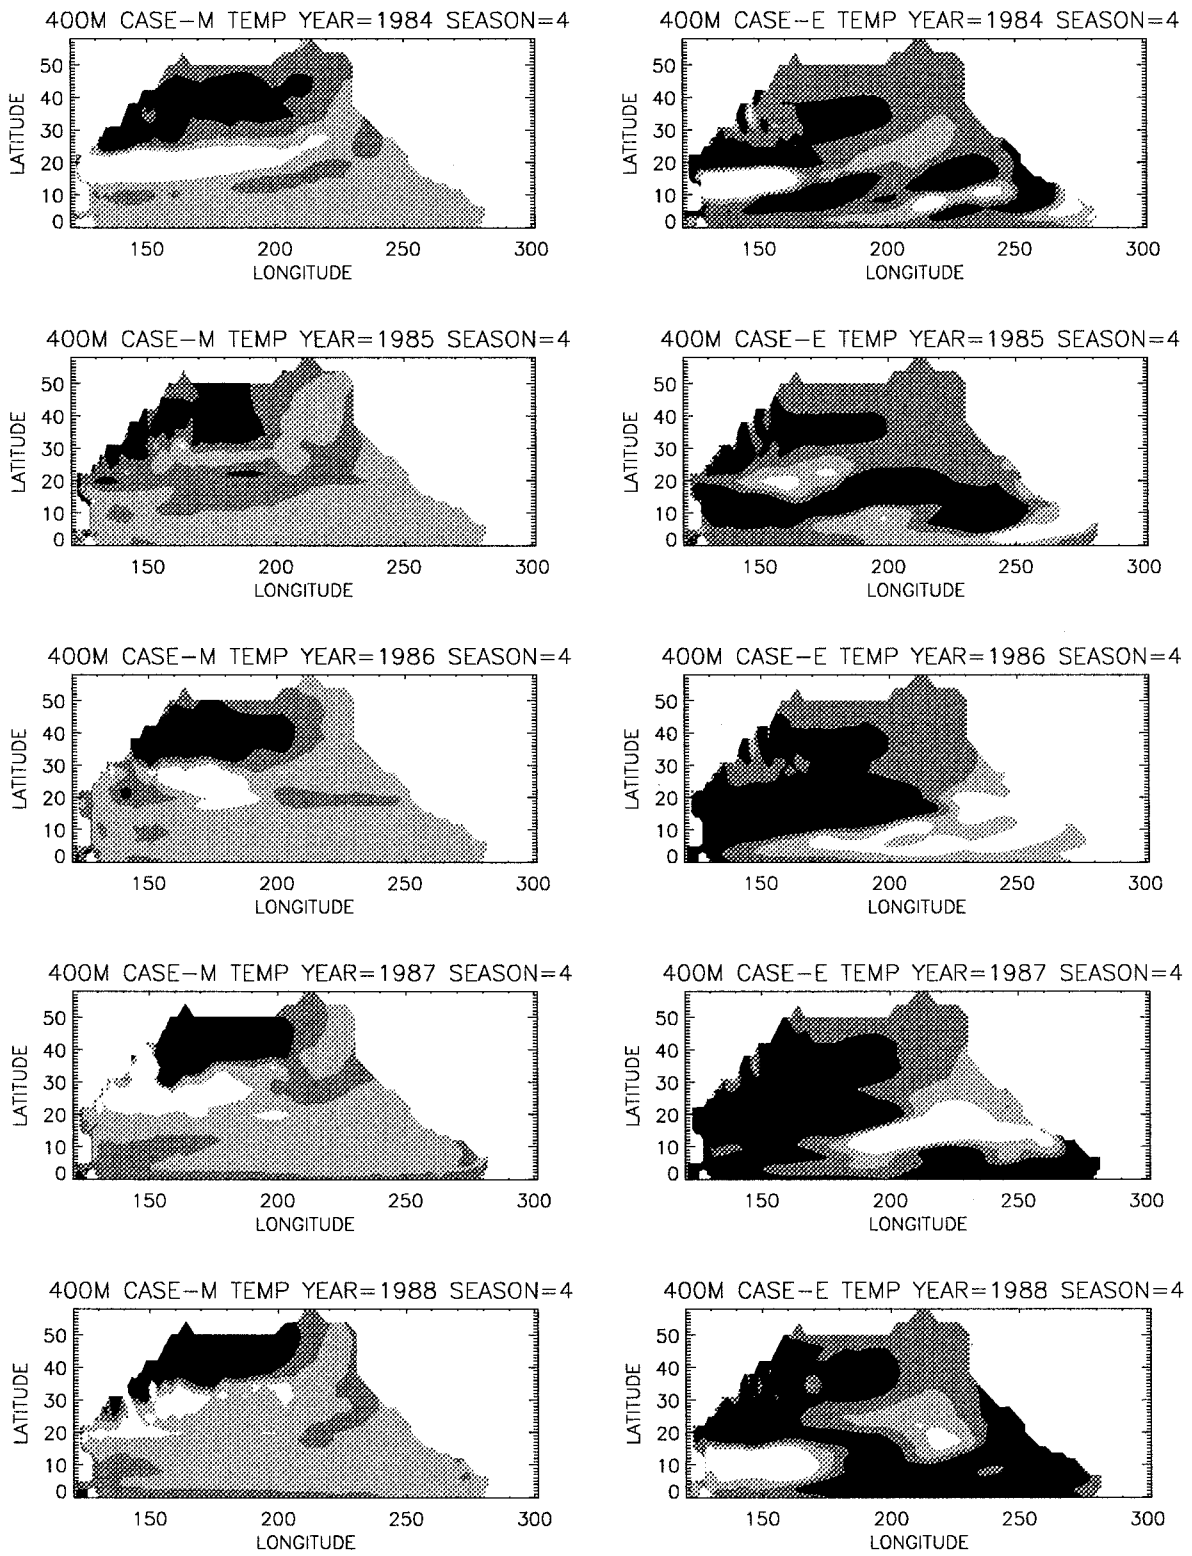 400M CASE-M TEMP YEAR=1984 SEASON=4
LATITUDE
50
40
30
20
10
0
150 200 250 300
LONGITUDE
400M CASE-E TEMP YEAR=1984 SEASON=4
LATITUDE
50
40
30
20
10
0
150 200 250 300
LONGITUDE
400M CASE-M TEMP YEAR=1985 SEASON=4
LATITUDE
50
40
30
20
10
0
150 200 250 300
LONGITUDE
400M CASE-E TEMP YEAR=1985 SEASON=4
LATITUDE
50
40
30
20
10
0
150 200 250 300
LONGITUDE
400M CASE-M TEMP YEAR=1986 SEASON=4
LATITUDE
50
40
30
20
10
0
150 200 250 300
LONGITUDE
400M CASE-E TEMP YEAR=1986 SEASON=4
LATITUDE
50
40
30
20
10
0
150 200 250 300
LONGITUDE
400M CASE-M TEMP YEAR=1987 SEASON=4
LATITUDE
50
40
30
20
10
0
150 200 250 300
LONGITUDE
400M CASE-E TEMP YEAR=1987 SEASON=4
LATITUDE
50
40
30
20
10
0
150 200 250 300
LONGITUDE
400M CASE-M TEMP YEAR=1988 SEASON=4
LATITUDE
50
40
30
20
10
0
150 200 250 300
LONGITUDE
400M CASE-E TEMP YEAR=1988 SEASON=4
LATITUDE
50
40
30
20
10
0
150 200 250 300
LONGITUDE